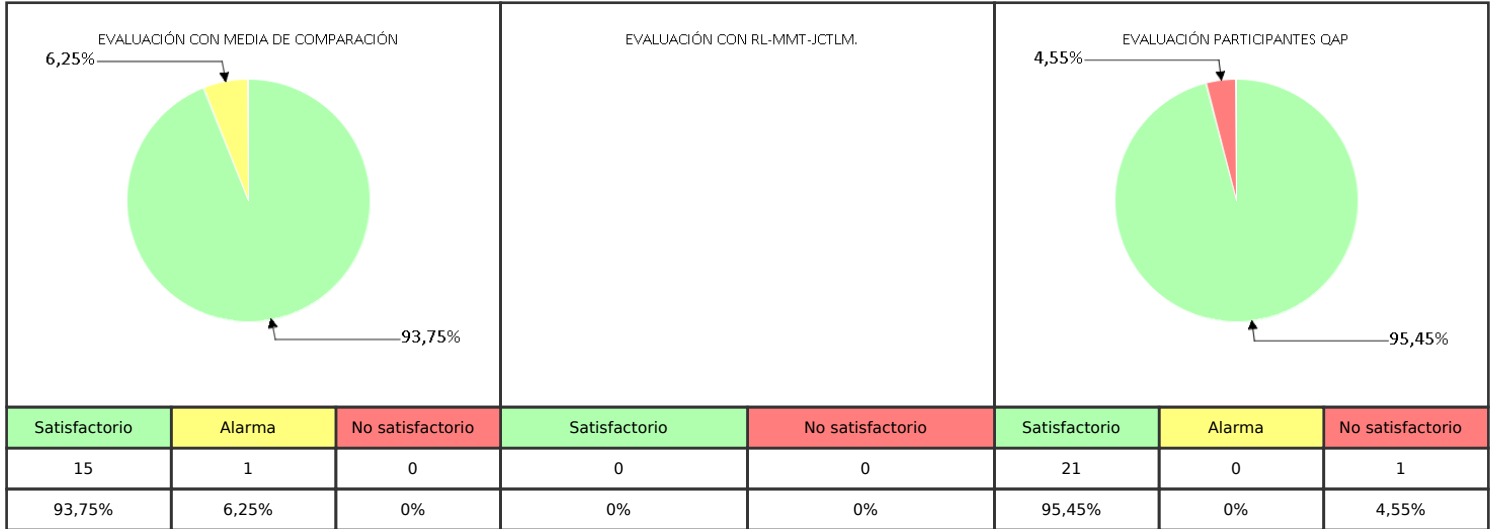 EVALUACIÓN CON MEDIA DE COMPARACIÓN
6,25%
93,75%
EVALUACIÓN CON RL-MMT-JCTLM.
EVALUACIÓN PARTICIPANTES QAP
4,55%
95,45%
Satisfactorio Alarma No satisfactorio Satisfactorio No satisfactorio Satisfactorio Alarma No satisfactorio
15 1 0 0 0 21 0 1
93,75% 6,25% 0% 0% 0% 95,45% 0% 4,55%